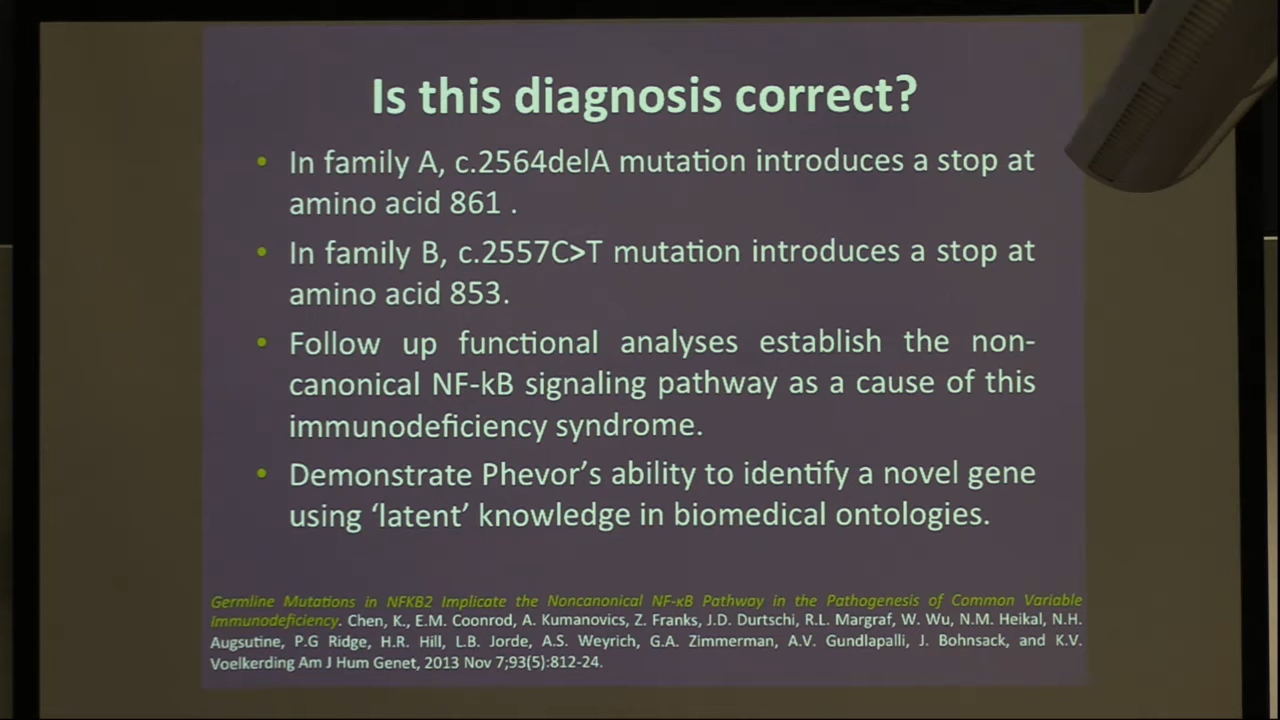 Is this diagnosis correct?
• In family A, c.2564delA mutation introduces a stop at
amino acid 861 .
• In family B, c.2557C>T mutation introduces a stop at
amino acid 853.
• Follow up functional analyses establish the non-
canonical NF-kB signaling pathway as a cause of this
immunodeficiency syndrome.
• Demonstrate Phevor's ability to identify a novel gene
using 'latent' knowledge in biomedical ontologies.
Germline Mutations in NFKB2 Implicate the Noncanonical NF-κB Pathway in the Pathogenesis of Common Variable
Immunodeficiency. Chen, K., E.M. Coonrod, A. Kumanovics, Z. Franks, J.D. Durtschi, R.L. Margraf, W. Wu, N.M. Heikal, N.H.
Augsutine, P.G Ridge, H.R. Hill, L.B. Jorde, A.S. Weyrich, G.A. Zimmerman, A.V. Gundlapalli, J. Bohnsack, and K.V.
Voelkerding Am J Hum Genet, 2013 Nov 7;93(5):812-24.